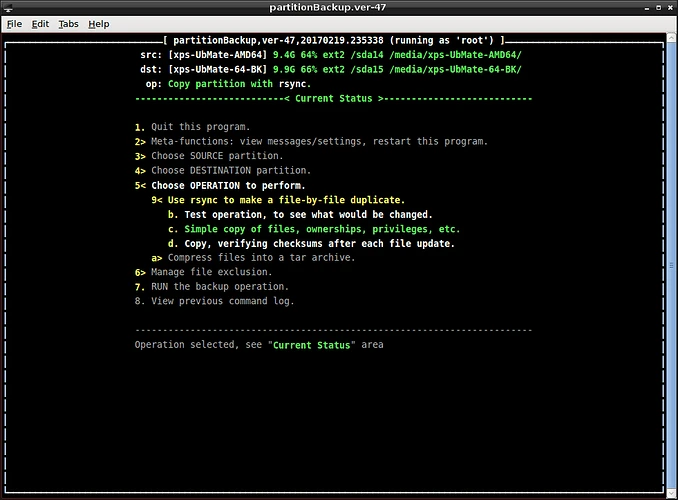 partitionBackup.ver-47
File Edit Tabs Help
[ partitionBackup,ver-47,20170219.235338 (running as 'root') ]
src: [xps-UbMate-AMD64] 9.4G 64% ext2 /sda14 /media/xps-UbMate-AMD64/
dst: [xps-UbMate-64-BK] 9.9G 66% ext2 /sda15 /media/xps-UbMate-64-BK/
op: Copy partition with rsync.
---------------------------< Current Status >---------------------------
1. Quit this program.
2> Meta-functions: view messages/settings, restart this program.
3> Choose SOURCE partition.
4> Choose DESTINATION partition.
5< Choose OPERATION to perform.
9< Use rsync to make a file-by-file duplicate.
b. Test operation, to see what would be changed.
c. Simple copy of files, ownerships, privileges, etc.
d. Copy, verifying checksums after each file update.
a> Compress files into a tar archive.
6> Manage file exclusion.
7. RUN the backup operation.
8. View previous command log.
------------------------------------------------------------------------
Operation selected, see "Current Status" area